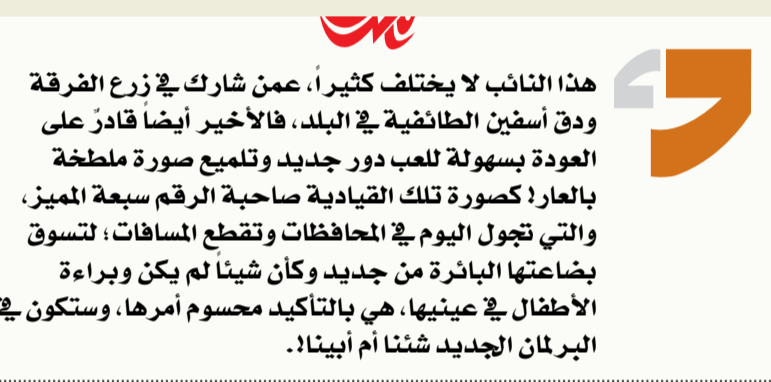 هذا النائب لا يختلف كثيراً، عمن شارك في زرع الفرقة
ودق أسفين الطائفية في البلد، فالأخير أيضاً قادرٌ على
العودة بسهولة للعب دور جديد وتلميع صورة ملطخة
بالعار! كصورة تلك القيادية صاحبة الرقم سبعة المميز،
والتي تجول اليوم في المحافظات وتقطع المسافات؛ لتسوق
بضاعتها البائرة من جديد وكأن شيئاً لم يكن وبراءة
الأطفال في عينيها، هي بالتأكيد محسوم أمرها، وستكون في
البرلمان الجديد شئنا أم أبينا!.